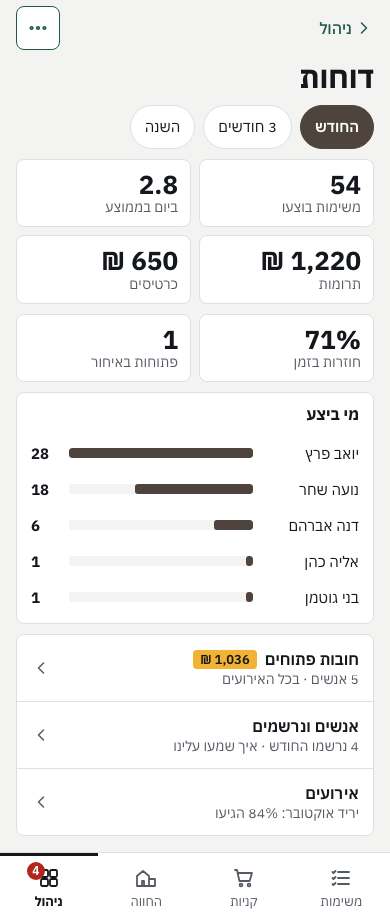 ניהול
דוחות
החודש
3 חודשים
השנה
54
משימות בוצעו
2.8
ביום בממוצע
1,220 ₪
תרומות
650 ₪
כרטיסים
71%
חוזרות בזמן
1
פתוחות באיחור
מי ביצע
יואב פרץ 28
נועה שחר 18
דנה אברהם 6
אליה כהן 1
בני גוטמן 1
חובות פתוחים 1,036 ₪
5 אנשים · בכל האירועים
אנשים ונרשמים
4 נרשמו החודש · איך שמעו עלינו
אירועים
יריד אוקטובר: 84% הגיעו
משימות
קניות
החווה
4
ניהול